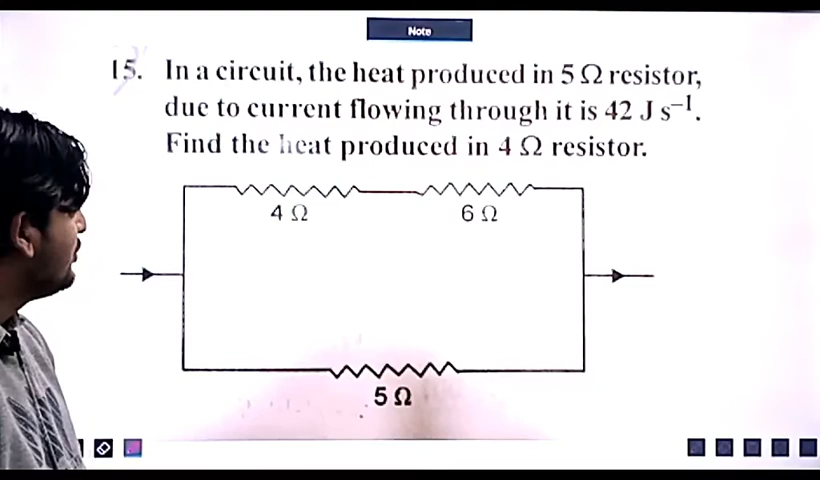 Note
15. In a circuit, the heat produced in 5 Ω resistor,
due to current flowing through it is 42 J s⁻¹.
Find the heat produced in 4 Ω resistor.
4 Ω 6 Ω
5 Ω